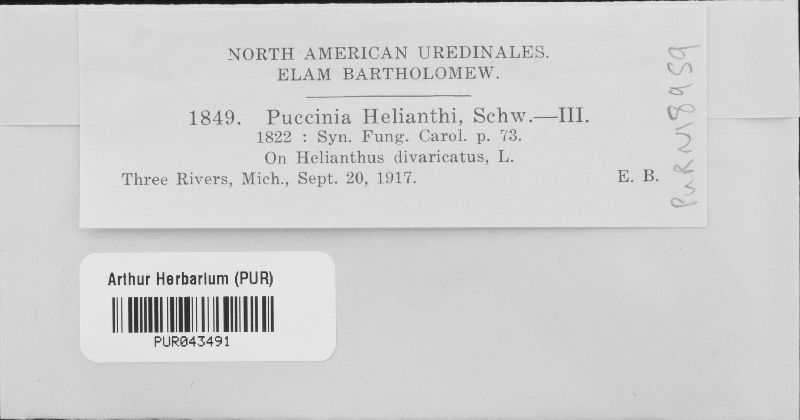 NORTH AMERICAN UREDINALES.
ELAM BARTHOLOMEW.
1849. Puccinia Helianthi, Schw.—III.
1822 : Syn. Fung. Carol. p. 73.
On Helianthus divaricatus, L.
Three Rivers, Mich., Sept. 20, 1917. E. B.
PUR N18959
Arthur Herbarium (PUR)
PUR043491